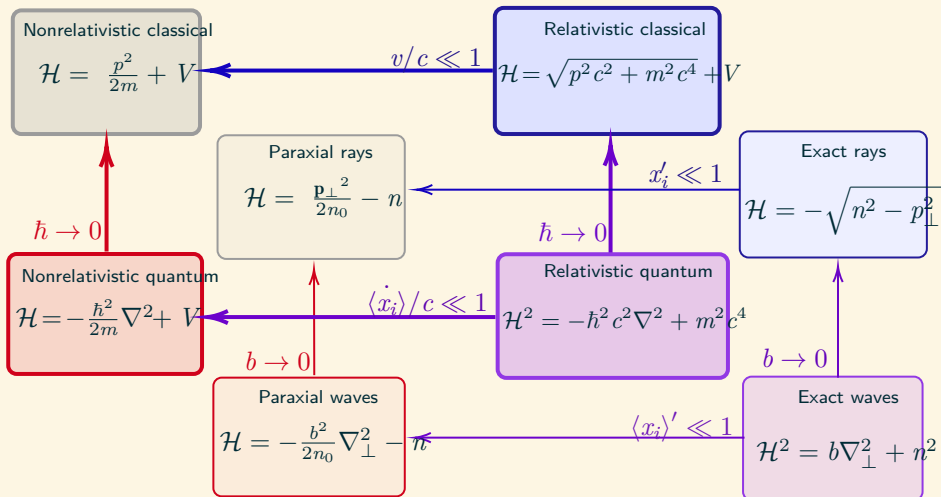 Nonrelativistic classical
ℋ = p²/2m + V
v/c ≪ 1
Relativistic classical
ℋ = √(p²c² + m²c⁴) + V
Paraxial rays
ℋ = 𝐩⊥²/2n₀ − n
x′ᵢ ≪ 1
Exact rays
ℋ = −√(n² − p⊥²)
ℏ → 0
ℏ → 0
Nonrelativistic quantum
ℋ = −ℏ²/2m ∇² + V
⟨ẋᵢ⟩/c ≪ 1
Relativistic quantum
ℋ² = −ℏ²c²∇² + m²c⁴
b → 0
b → 0
Paraxial waves
ℋ = −b²/2n₀ ∇⊥² − n
⟨xᵢ⟩′ ≪ 1
Exact waves
ℋ² = b∇⊥² + n²